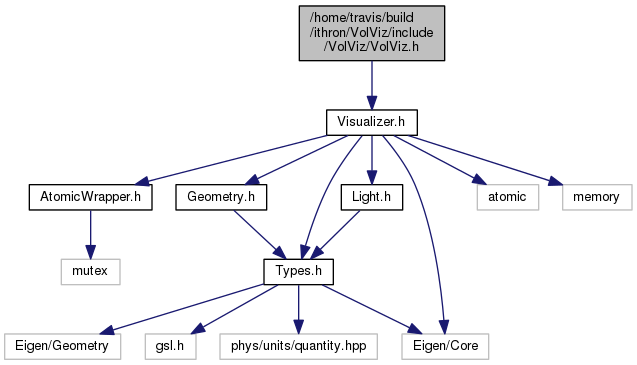 /home/travis/build
/ithron/VolViz/include
/VolViz/VolViz.h
Visualizer.h
AtomicWrapper.h
Geometry.h
Light.h
atomic
memory
mutex
Types.h
Eigen/Geometry
gsl.h
phys/units/quantity.hpp
Eigen/Core